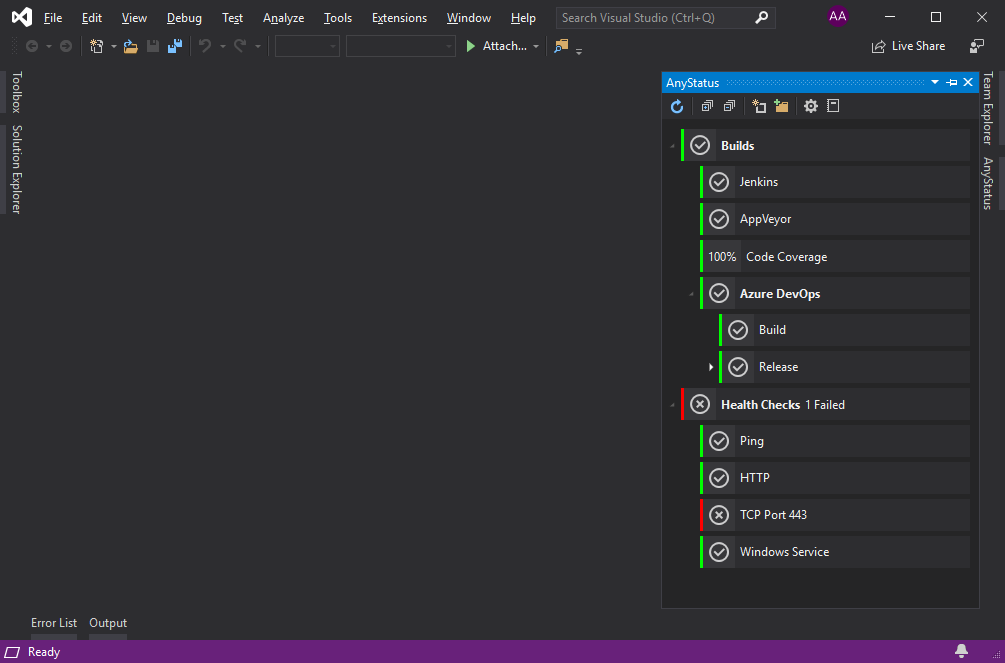 File Edit View Debug Test Analyze Tools Extensions Window Help Search Visual Studio (Ctrl+Q) AA
Attach... Live Share
Toolbox
Solution Explorer
AnyStatus
Builds
Jenkins
AppVeyor
100% Code Coverage
Azure DevOps
Build
Release
Health Checks 1 Failed
Ping
HTTP
TCP Port 443
Windows Service
Team Explorer
AnyStatus
Error List Output
Ready